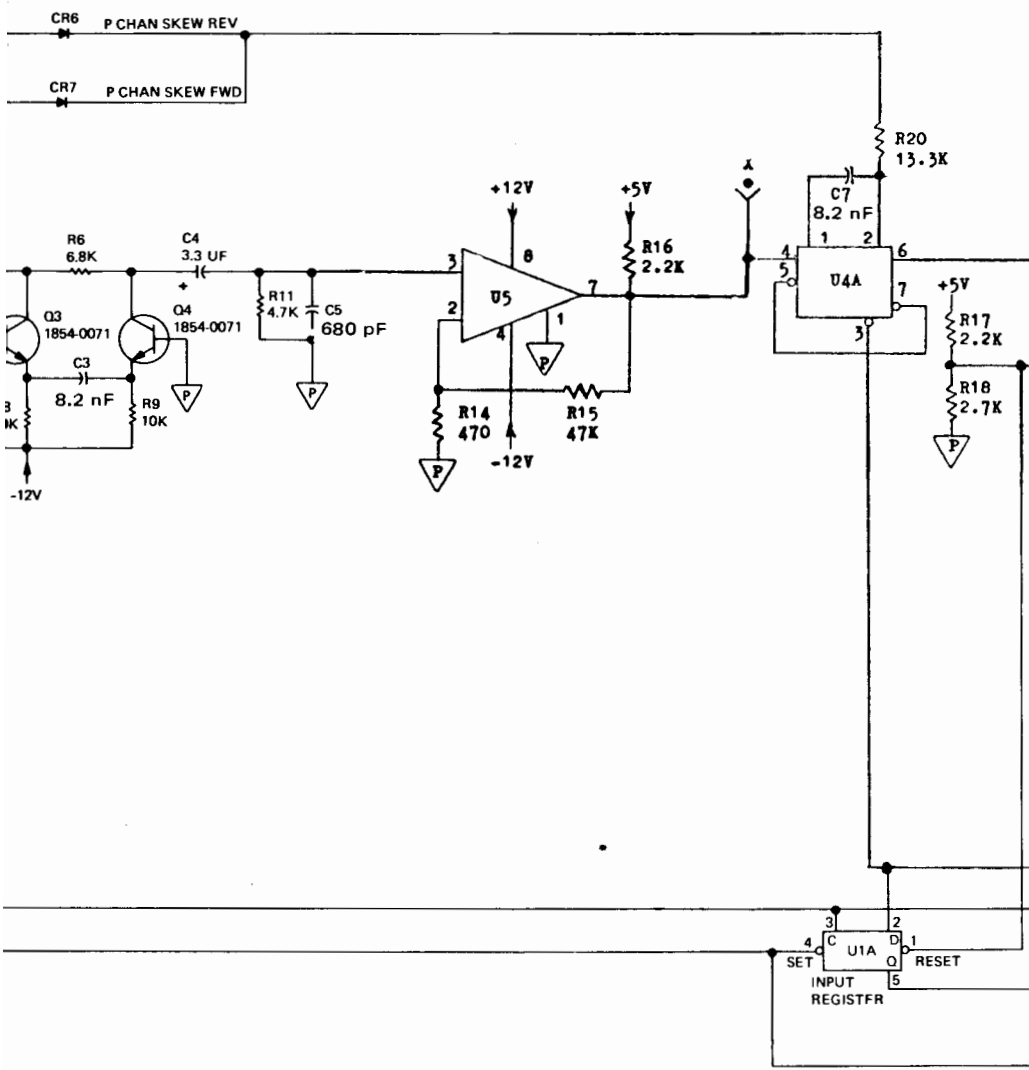 CR6
P CHAN SKEW REV
CR7
P CHAN SKEW FWD
R20
13.3K
C7
8.2 nF
1
2
+12V
+5V
X
R6
6.8K
C4
3.3 UF
+
3
8
R16
2.2K
4
6
5
U4A
7
3
+5V
U5
7
2
1
4
P
R11
4.7K
C5
680 pF
Q3
1854-0071
Q4
1854-0071
R17
2.2K
C3
8.2 nF
P
P
R9
10K
R14
470
R15
47K
R18
2.7K
-12V
P
P
-12V
3
2
4
C
D
1
SET
U1A
RESET
Q
INPUT
5
REGISTFR